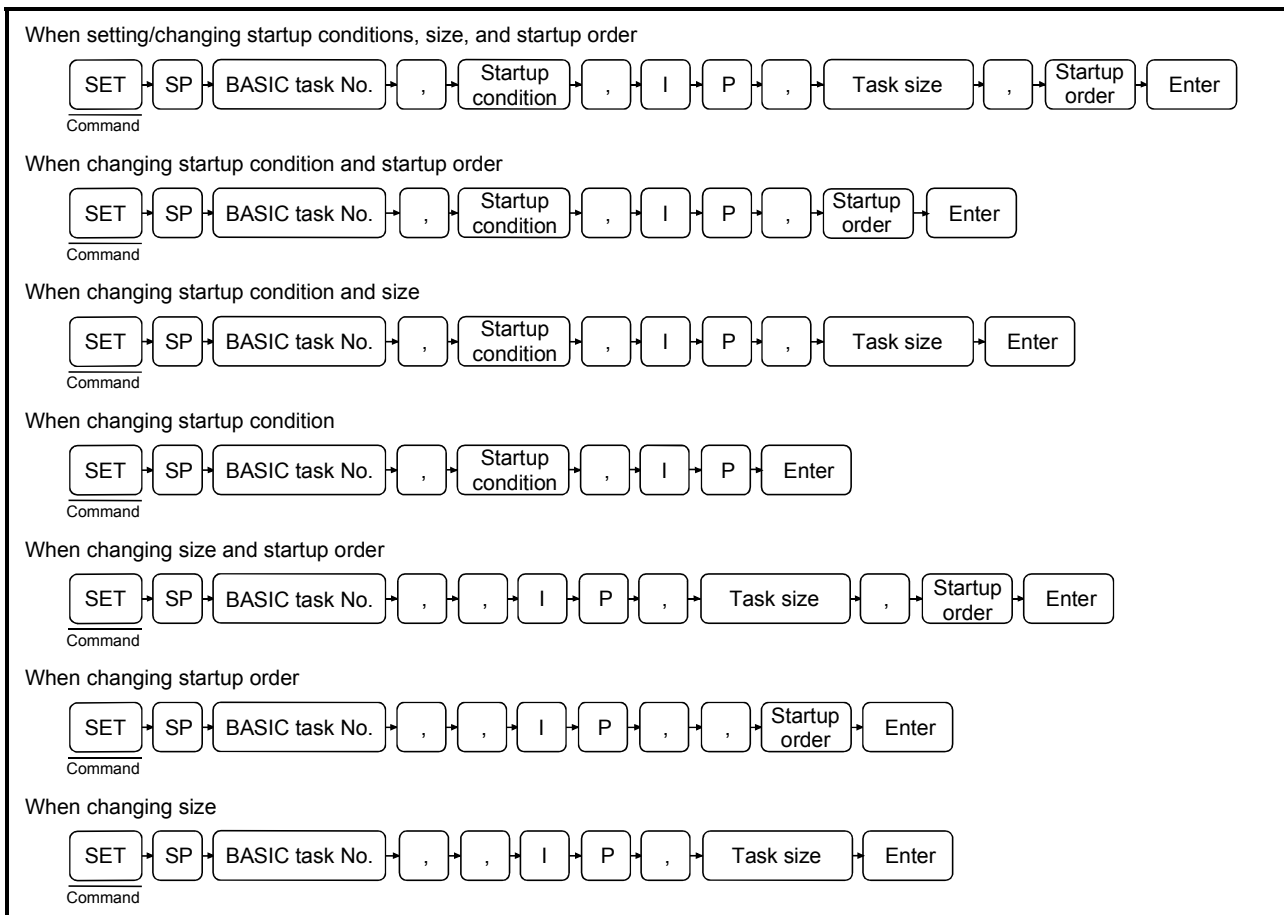 When setting/changing startup conditions, size, and startup order
SET SP BASIC task No. , Startup condition , I P , Task size , Startup order Enter
Command
When changing startup condition and startup order
SET SP BASIC task No. , Startup condition , I P , Startup order Enter
Command
When changing startup condition and size
SET SP BASIC task No. , Startup condition , I P , Task size Enter
Command
When changing startup condition
SET SP BASIC task No. , Startup condition , I P Enter
Command
When changing size and startup order
SET SP BASIC task No. , , I P , Task size , Startup order Enter
Command
When changing startup order
SET SP BASIC task No. , , I P , , Startup order Enter
Command
When changing size
SET SP BASIC task No. , , I P , Task size Enter
Command